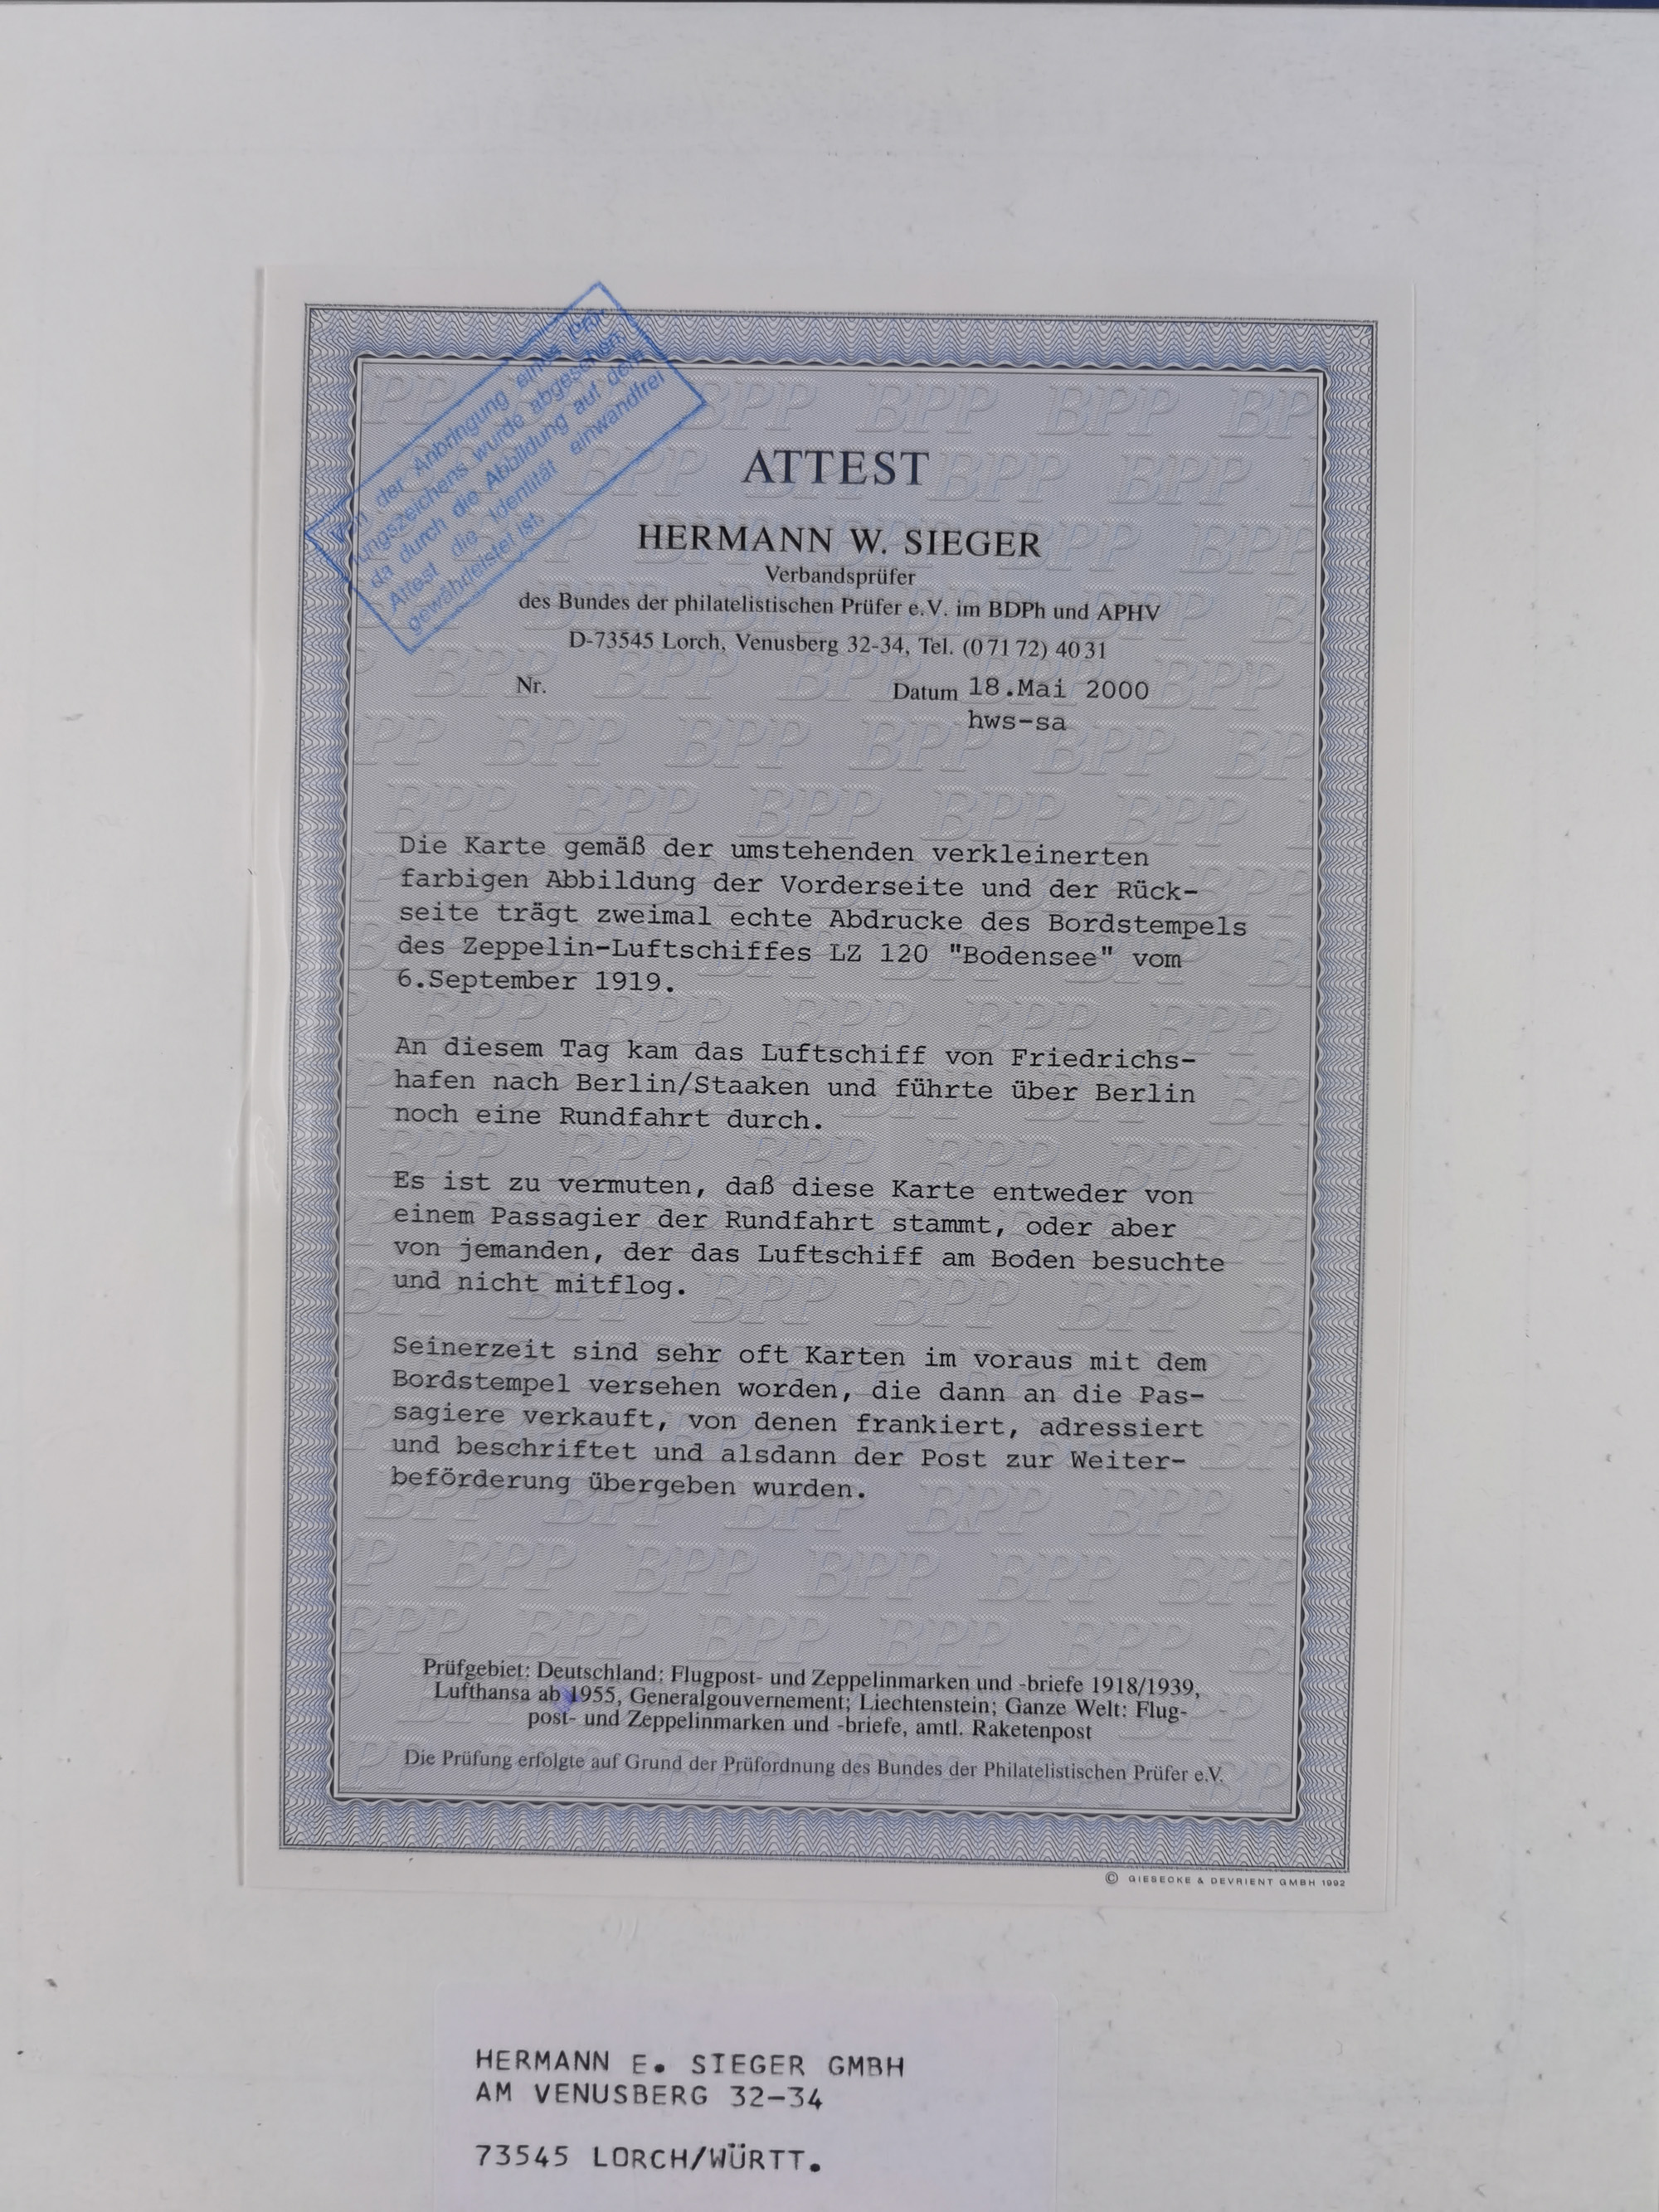 Von der Anbringung eines Prü-
fungszeichens wurde abgesehen,
da durch die Abbildung auf dem
Attest die Identität einwandfrei
gewährleistet ist.
ATTEST
HERMANN W. SIEGER
Verbandsprüfer
des Bundes der philatelistischen Prüfer e.V. im BDPh und APHV
D-73545 Lorch, Venusberg 32-34, Tel. (0 71 72) 40 31
Nr. Datum 18.Mai 2000
hws-sa
Die Karte gemäß der umstehenden verkleinerten
farbigen Abbildung der Vorderseite und der Rück-
seite trägt zweimal echte Abdrucke des Bordstempels
des Zeppelin-Luftschiffes LZ 120 "Bodensee" vom
6.September 1919.
An diesem Tag kam das Luftschiff von Friedrichs-
hafen nach Berlin/Staaken und führte über Berlin
noch eine Rundfahrt durch.
Es ist zu vermuten, daß diese Karte entweder von
einem Passagier der Rundfahrt stammt, oder aber
von jemanden, der das Luftschiff am Boden besuchte
und nicht mitflog.
Seinerzeit sind sehr oft Karten im voraus mit dem
Bordstempel versehen worden, die dann an die Pas-
sagiere verkauft, von denen frankiert, adressiert
und beschriftet und alsdann der Post zur Weiter-
beförderung übergeben wurden.
Prüfgebiet: Deutschland: Flugpost- und Zeppelinmarken und -briefe 1918/1939,
Lufthansa ab 1955, Generalgouvernement; Liechtenstein; Ganze Welt: Flug-
post- und Zeppelinmarken und -briefe, amtl. Raketenpost
Die Prüfung erfolgte auf Grund der Prüfordnung des Bundes der Philatelistischen Prüfer e.V.
© GIESECKE & DEVRIENT GMBH 1992
HERMANN E. SIEGER GMBH
AM VENUSBERG 32-34
73545 LORCH/WÜRTT.